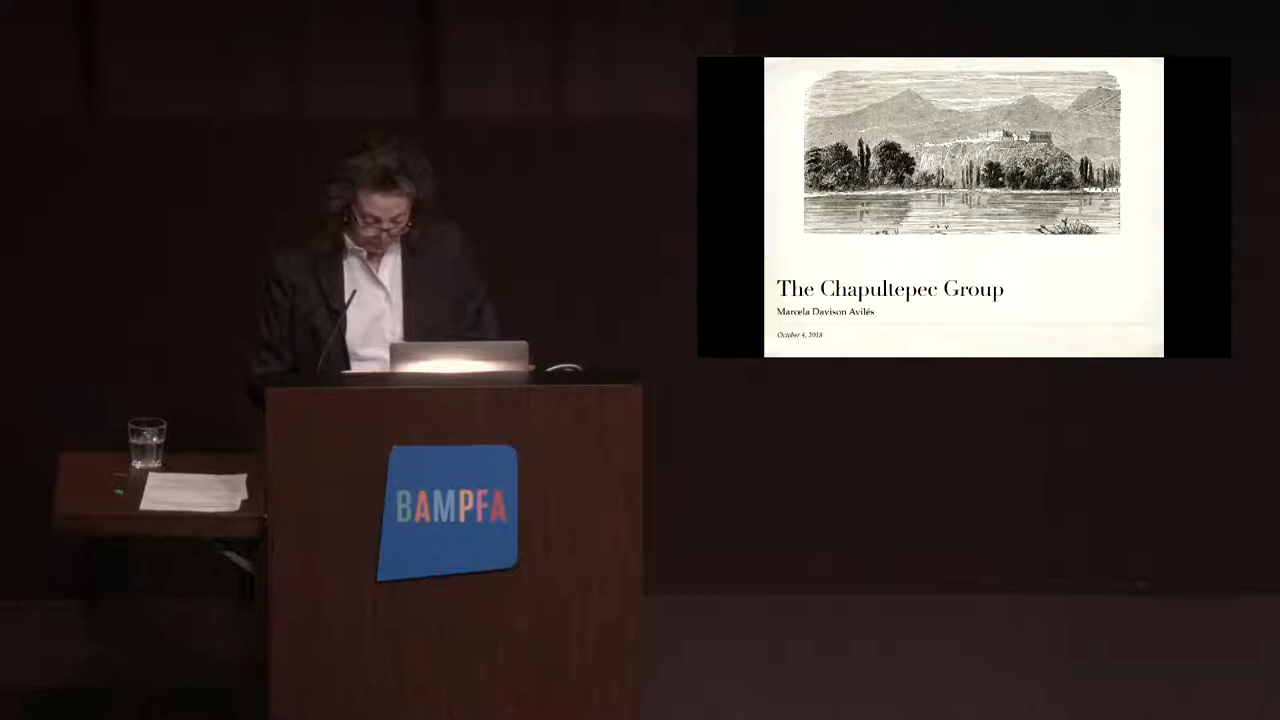 The Chapultepec Group
Marcela Davison Avilés
October 4, 2018
BAMPFA